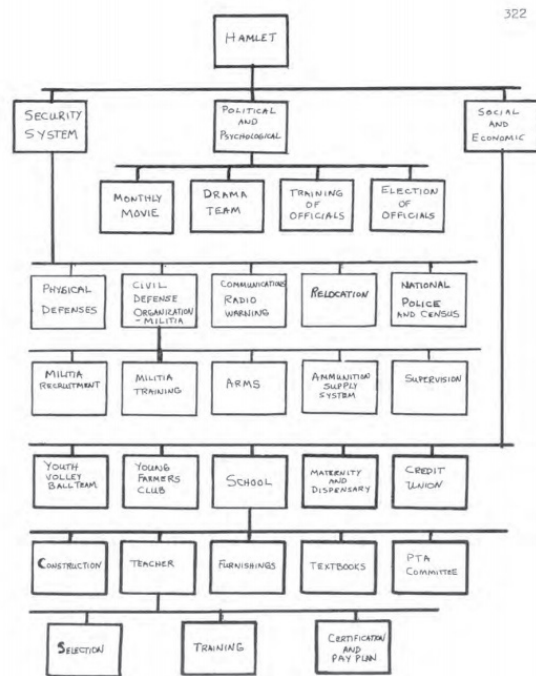 322
HAMLET
SECURITY
SYSTEM
POLITICAL
AND
PSYCHOLOGICAL
SOCIAL
AND
ECONOMIC
MONTHLY
MOVIE
DRAMA
TEAM
TRAINING
OF
OFFICIALS
ELECTION
OF
OFFICIALS
PHYSICAL
DEFENSES
CIVIL
DEFENSE
ORGANIZATION
-MILITIA
COMMUNICATIONS
RADIO
WARNING
RELOCATION
NATIONAL
POLICE
AND CENSUS
MILITIA
RECRUITMENT
MILITIA
TRAINING
ARMS
AMMUNITION
SUPPLY
SYSTEM
SUPERVISION
YOUTH
VOLLEY
BALL TEAM
YOUNG
FARMERS
CLUB
SCHOOL
MATERNITY
AND
DISPENSARY
CREDIT
UNION
CONSTRUCTION
TEACHER
FURNISHINGS
TEXTBOOKS
PTA
COMMITTEE
SELECTION
TRAINING
CERTIFICATION
AND
PAY PLAN